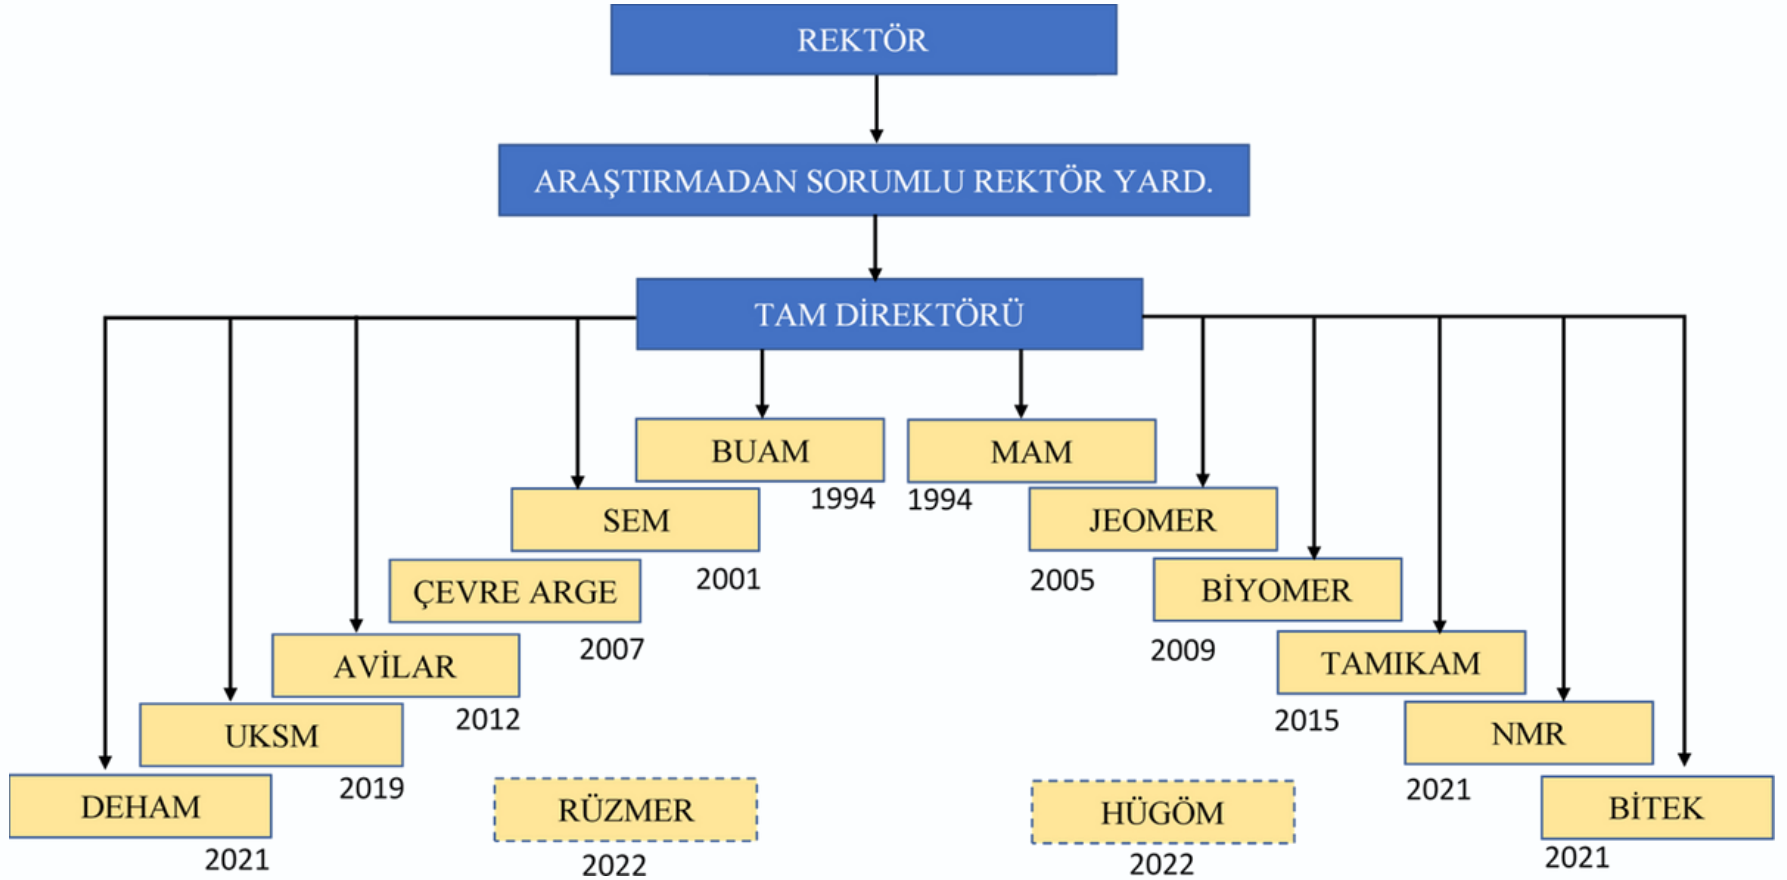 REKTÖR
ARAŞTIRMADAN SORUMLU REKTÖR YARD.
TAM DİREKTÖRÜ
BUAM
1994
MAM
1994
SEM
2001
JEOMER
2005
ÇEVRE ARGE
2007
BİYOMER
2009
AVİLAR
2012
TAMIKAM
2015
UKSM
2019
NMR
2021
DEHAM
2021
RÜZMER
2022
HÜGÖM
2022
BİTEK
2021